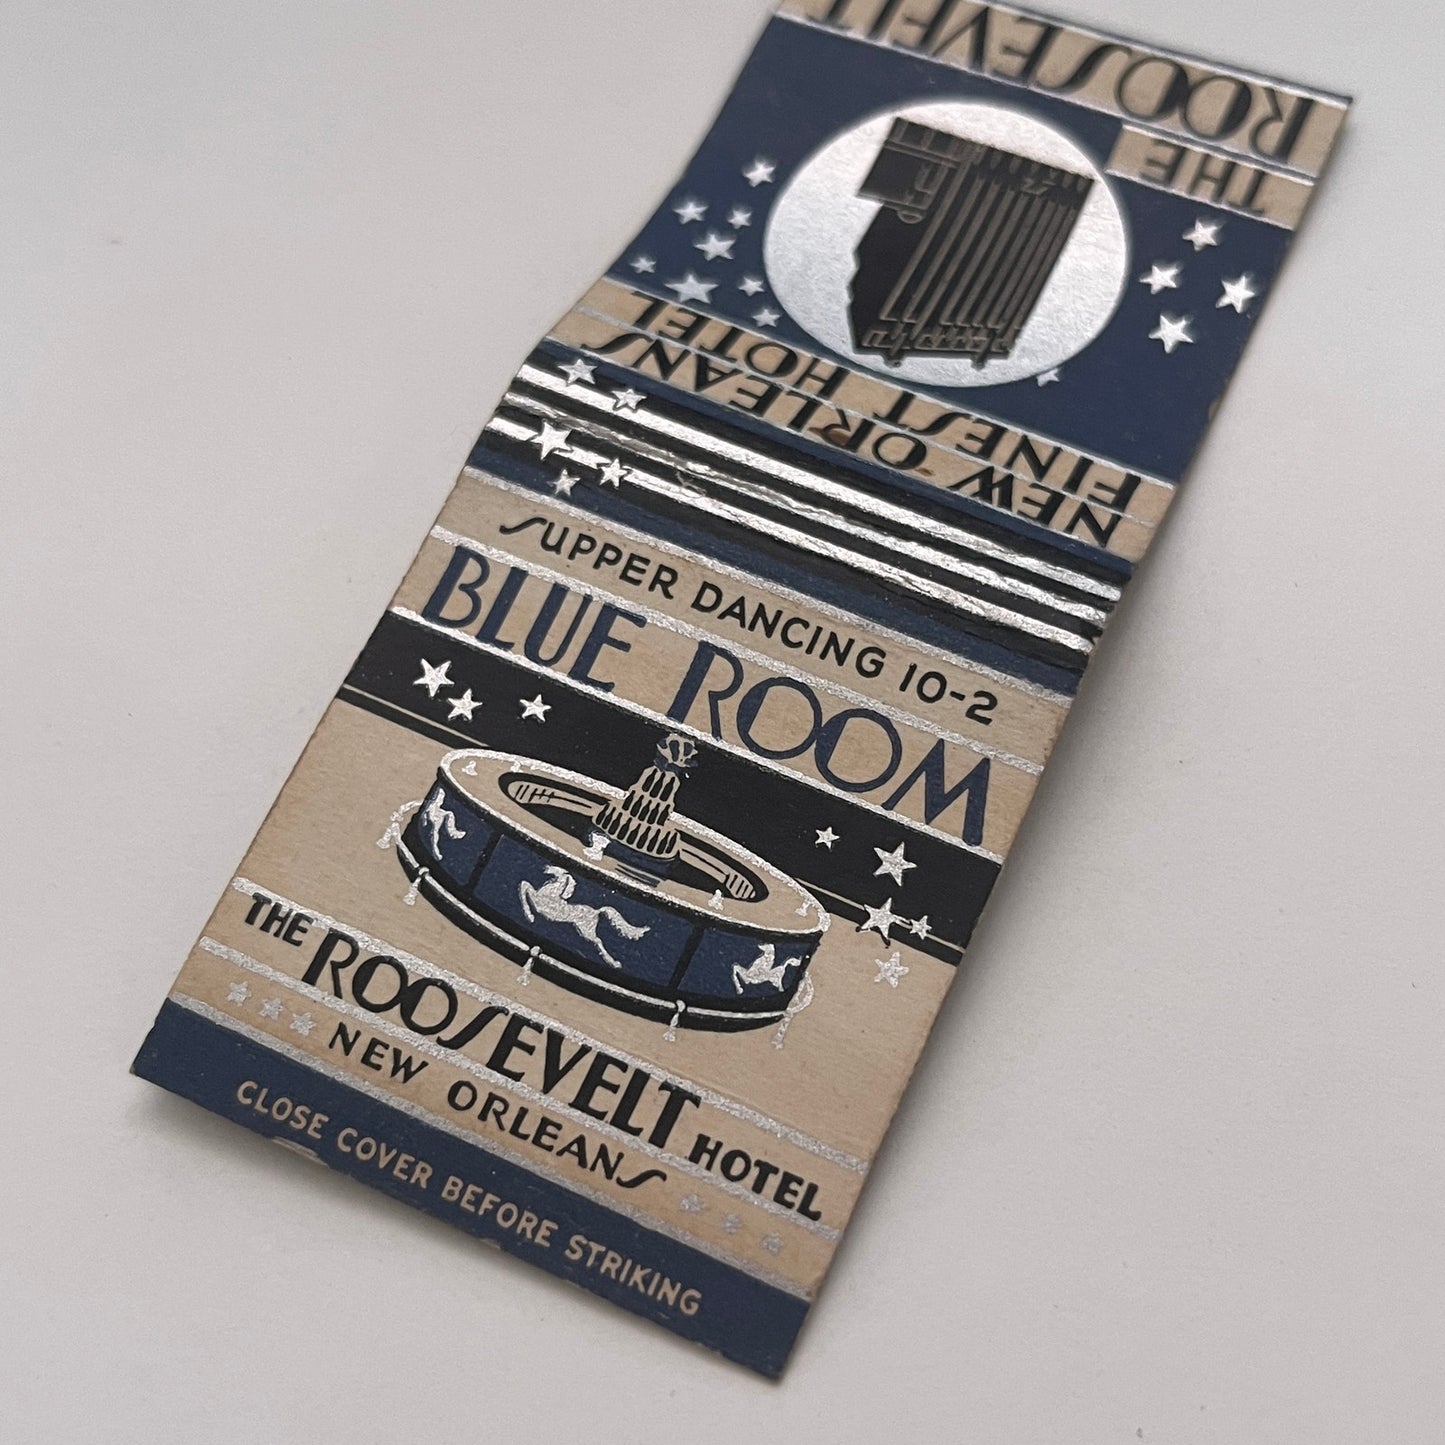 SUPPER DANCING 10-2
BLUE ROOM
THE ROOSEVELT HOTEL
NEW ORLEANS
CLOSE COVER BEFORE STRIKING
THE
ROOSEVELT
NEW ORLEANS
FINEST HOTEL